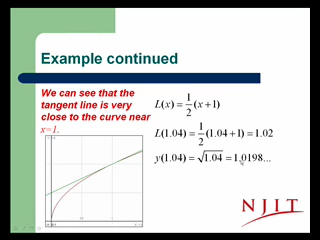 Example continued
We can see that the
tangent line is very
close to the curve near
x=1.
L(x) = 1/2 (x+1)
L(1.04) = 1/2 (1.04+1) = 1.02
y(1.04) = √1.04 = 1.0198...
NJIT